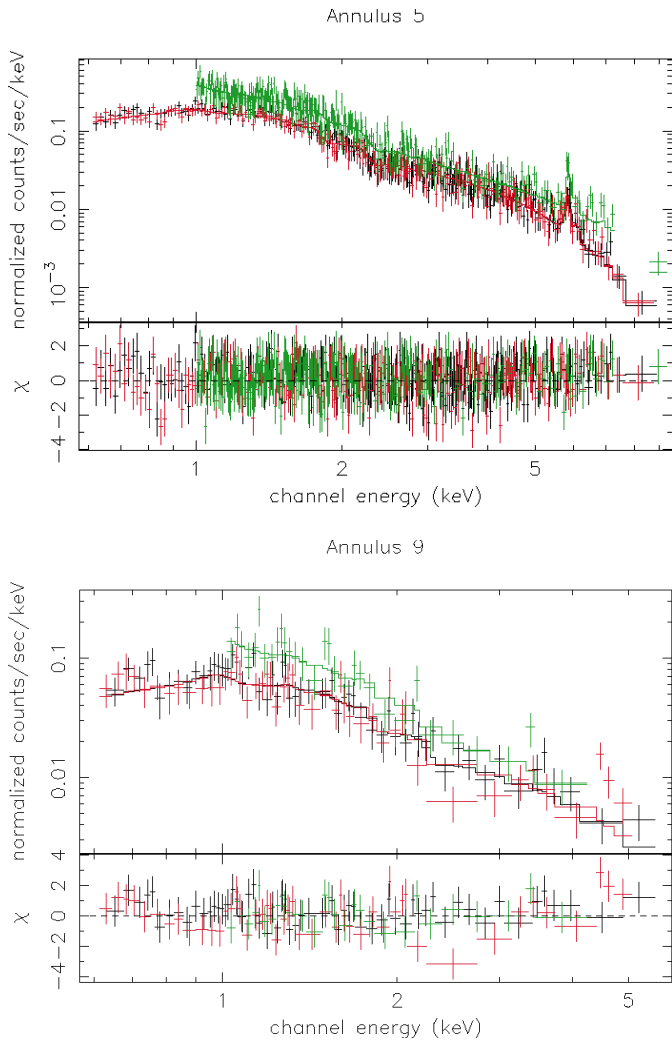 Annulus 5
normalized counts/sec/keV
0.1
0.01
10⁻³
χ
2
0
−2
−4
1
2
5
channel energy (keV)
Annulus 9
normalized counts/sec/keV
0.1
0.01
χ
4
2
0
−2
−4
1
2
5
channel energy (keV)